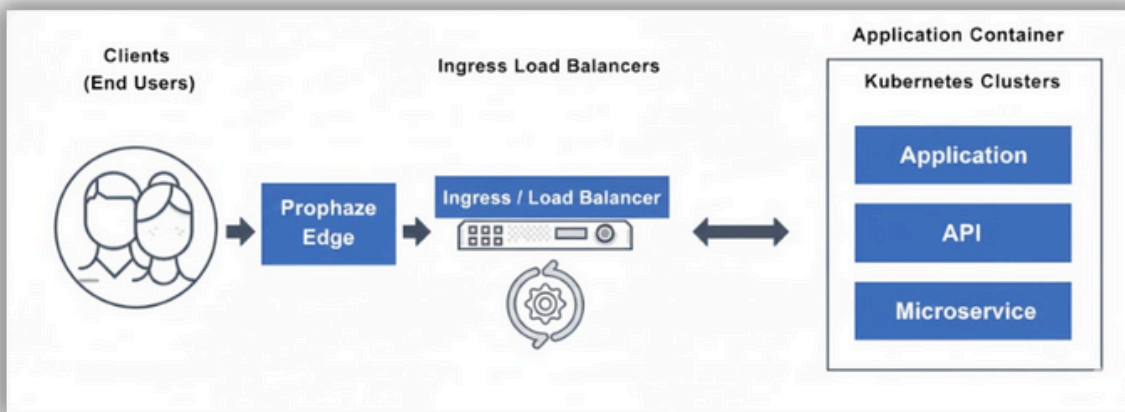 Clients
(End Users)
Prophaze
Edge
Ingress Load Balancers
Ingress / Load Balancer
Application Container
Kubernetes Clusters
Application
API
Microservice